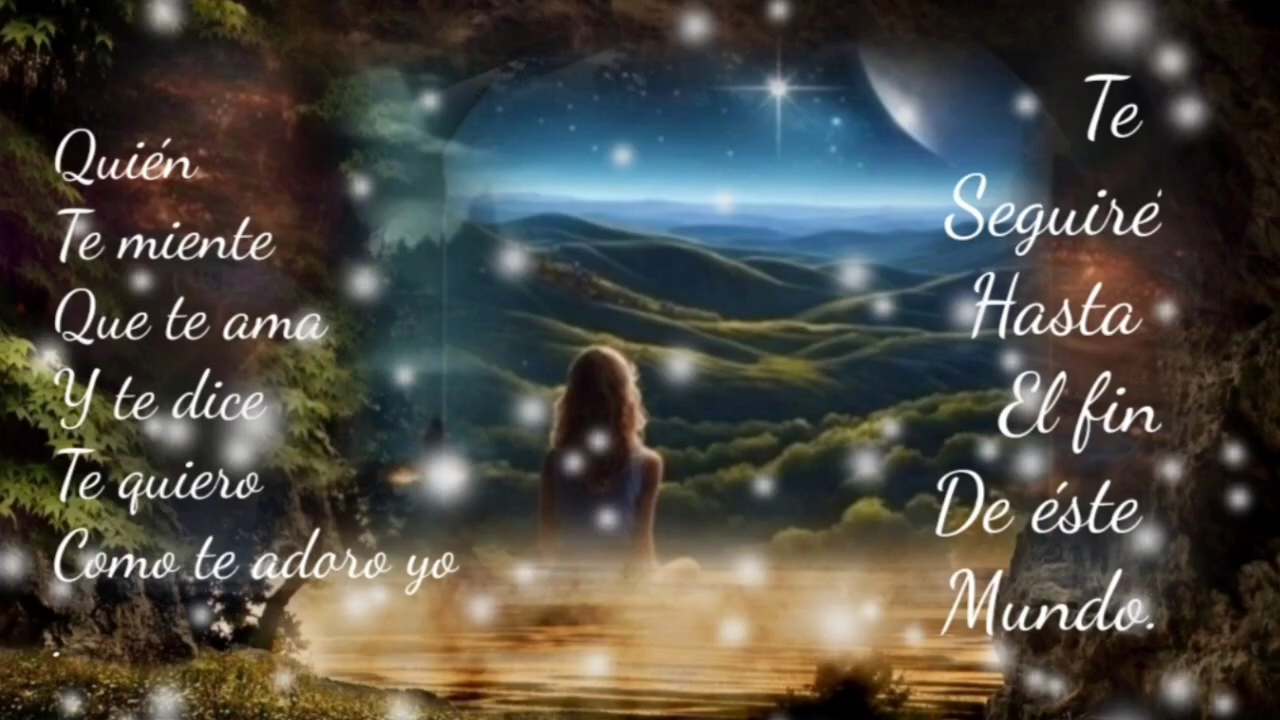 Quién
Te miente
Que te ama
Y te dice
Te quiero
Como te adoro yo
.
Te
Seguiré
Hasta
El fin
De éste
Mundo.